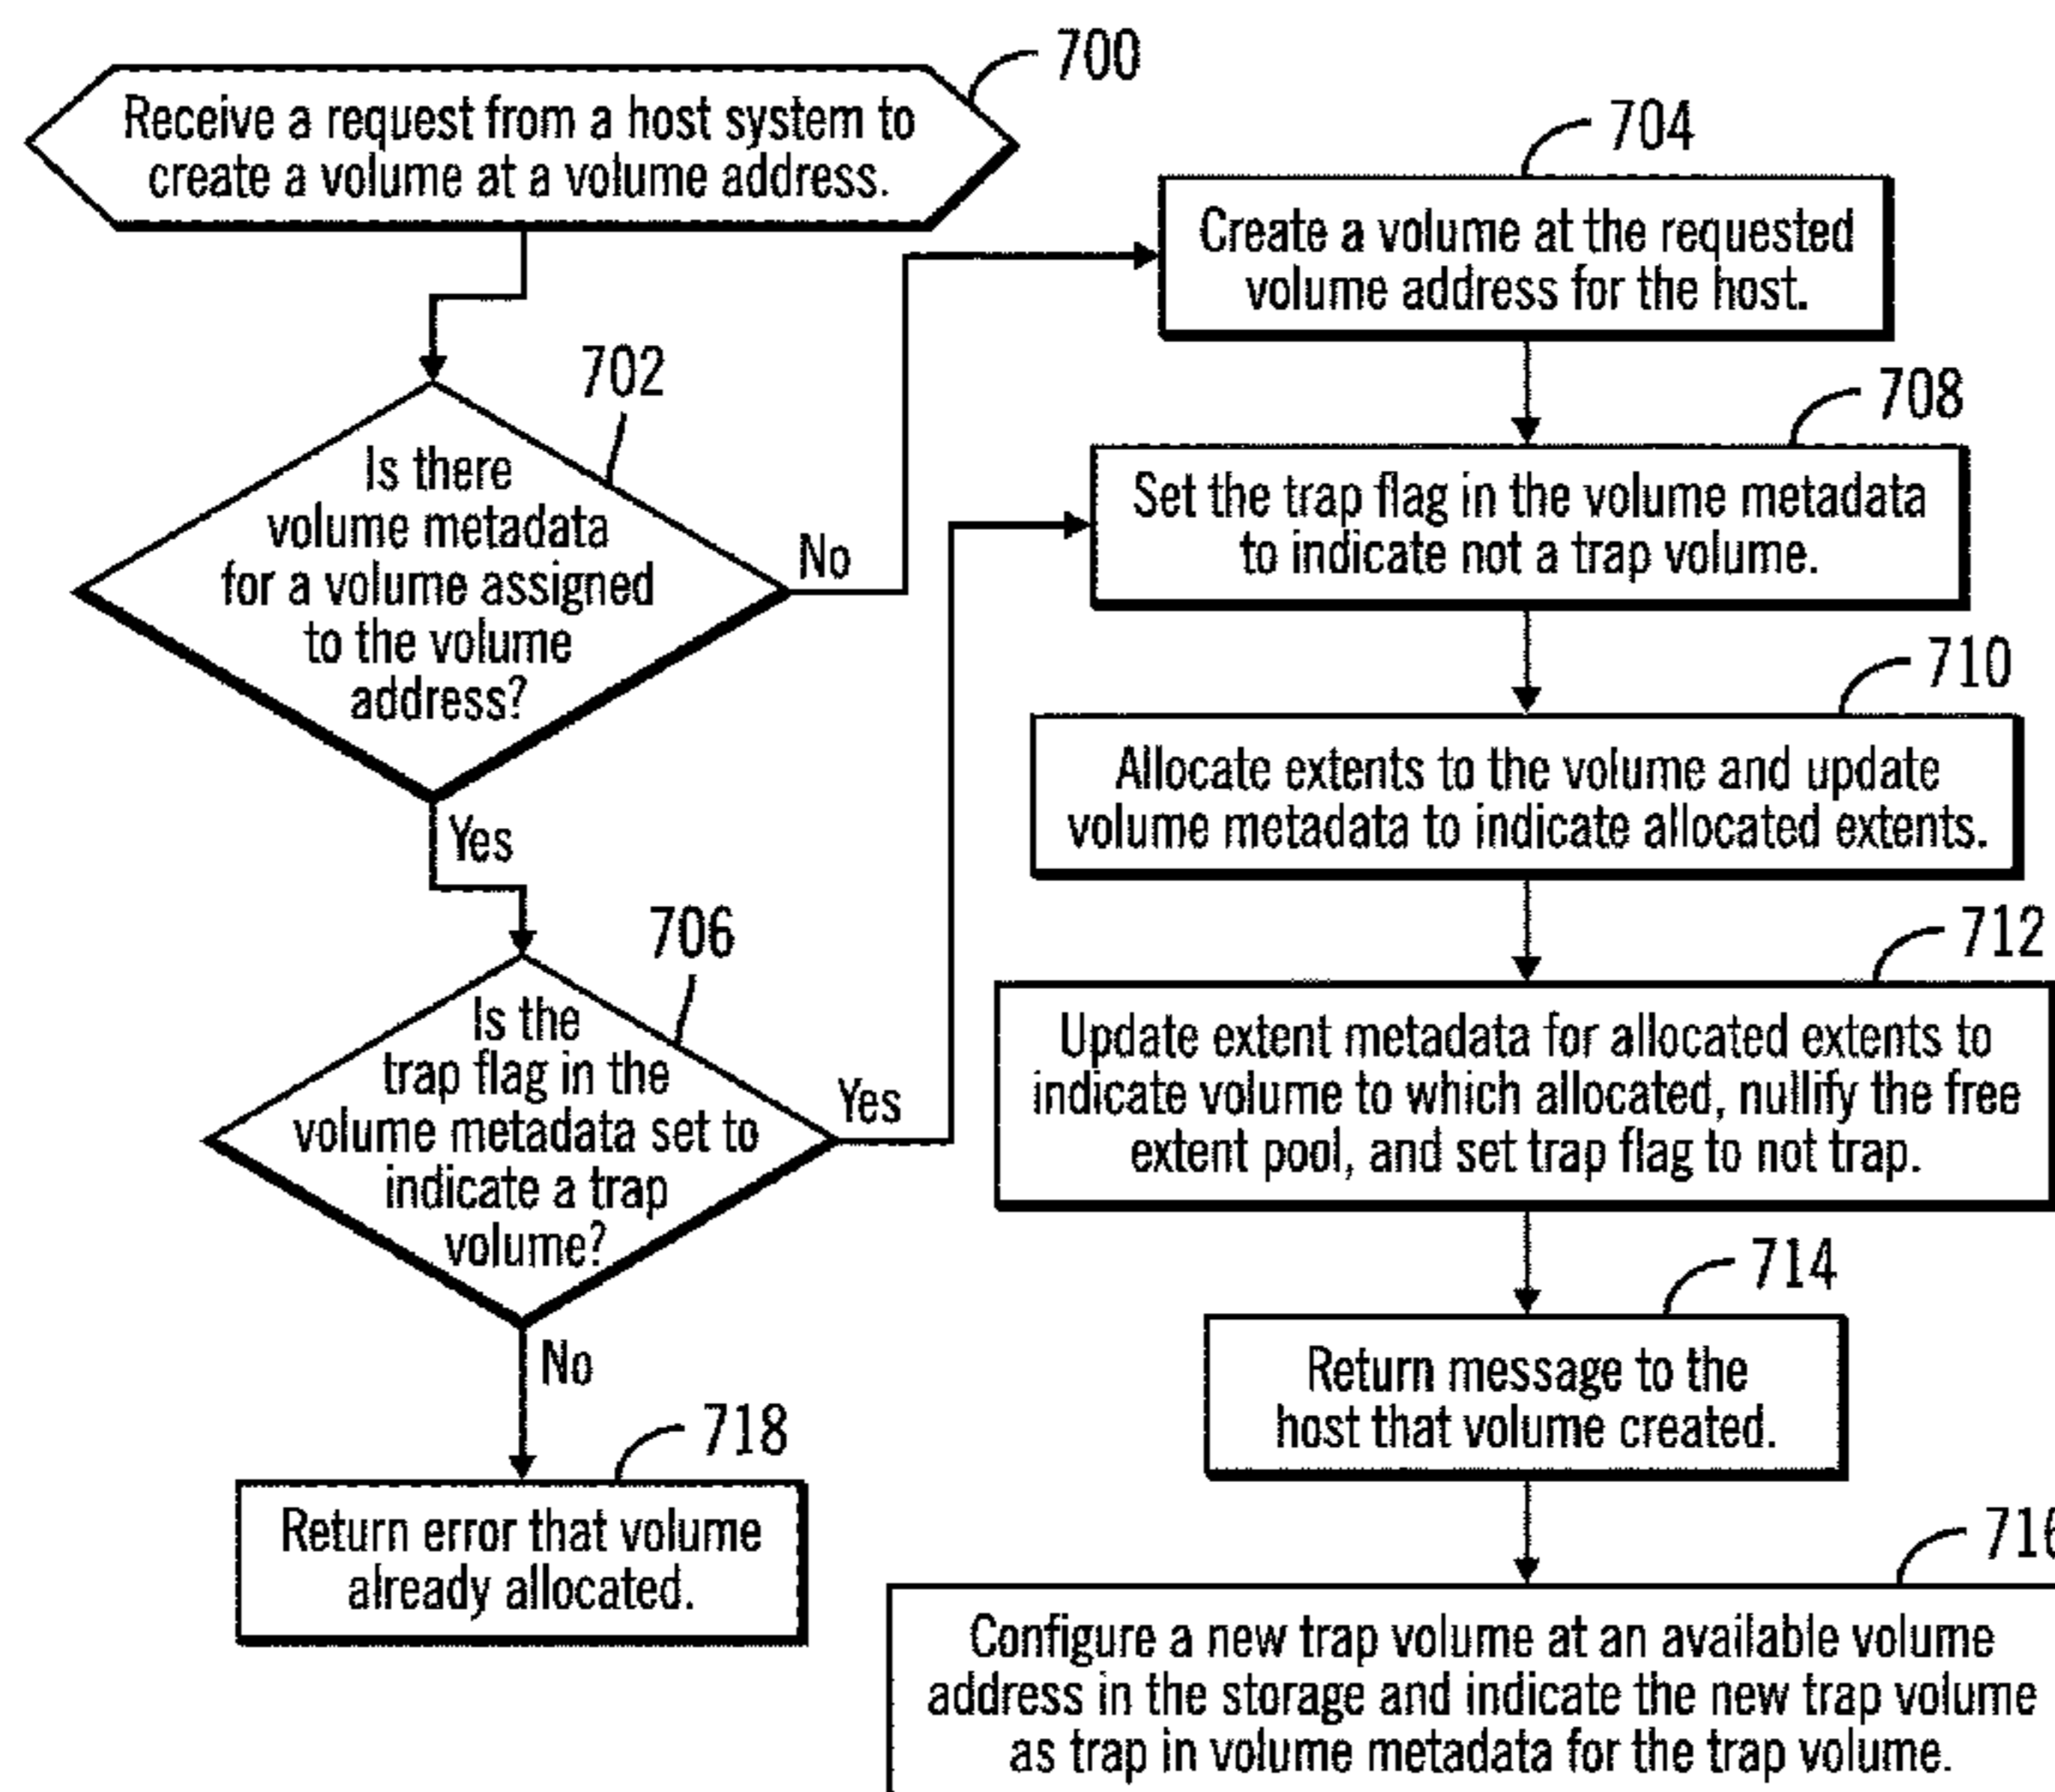 700
Receive a request from a host system to
create a volume at a volume address.
702
Is there
volume metadata
for a volume assigned
to the volume
address?
No
Yes
704
Create a volume at the requested
volume address for the host.
706
Is the
trap flag in the
volume metadata set to
indicate a trap
volume?
Yes
No
708
Set the trap flag in the volume metadata
to indicate not a trap volume.
710
Allocate extents to the volume and update
volume metadata to indicate allocated extents.
712
Update extent metadata for allocated extents to
indicate volume to which allocated, nullify the free
extent pool, and set trap flag to not trap.
714
Return message to the
host that volume created.
716
Configure a new trap volume at an available volume
address in the storage and indicate the new trap volume
as trap in volume metadata for the trap volume.
718
Return error that volume
already allocated.